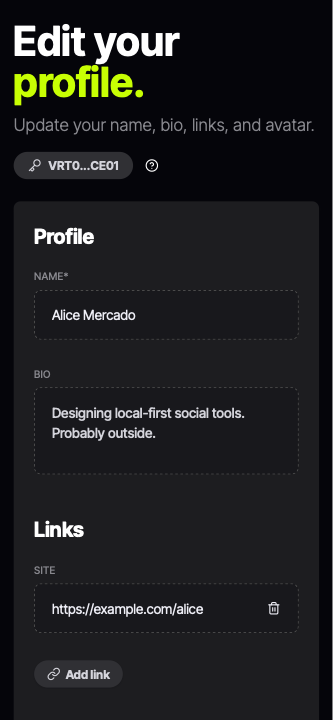 Edit your
profile.
Update your name, bio, links, and avatar.
VRT0...CE01
Profile
NAME*
Alice Mercado
BIO
Designing local-first social tools.
Probably outside.
Links
SITE
https://example.com/alice
Add link